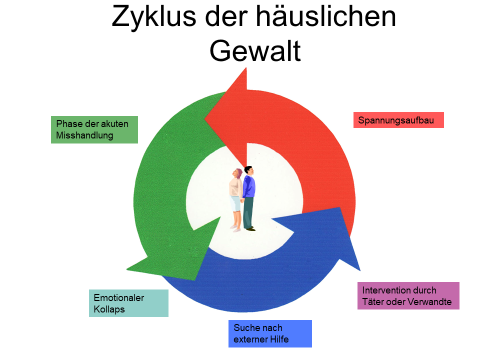 Zyklus der häuslichen
Gewalt
Phase der akuten
Misshandlung
Spannungsaufbau
Emotionaler
Kollaps
Intervention durch
Täter oder Verwandte
Suche nach
externer Hilfe